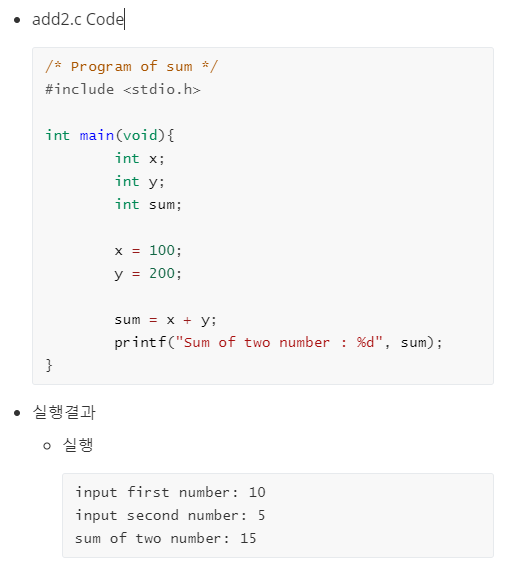 add2.c Code
/* Program of sum */
#include <stdio.h>
int main(void){
int x;
int y;
int sum;
x = 100;
y = 200;
sum = x + y;
printf("Sum of two number : %d", sum);
}
실행결과
실행
input first number: 10
input second number: 5
sum of two number: 15